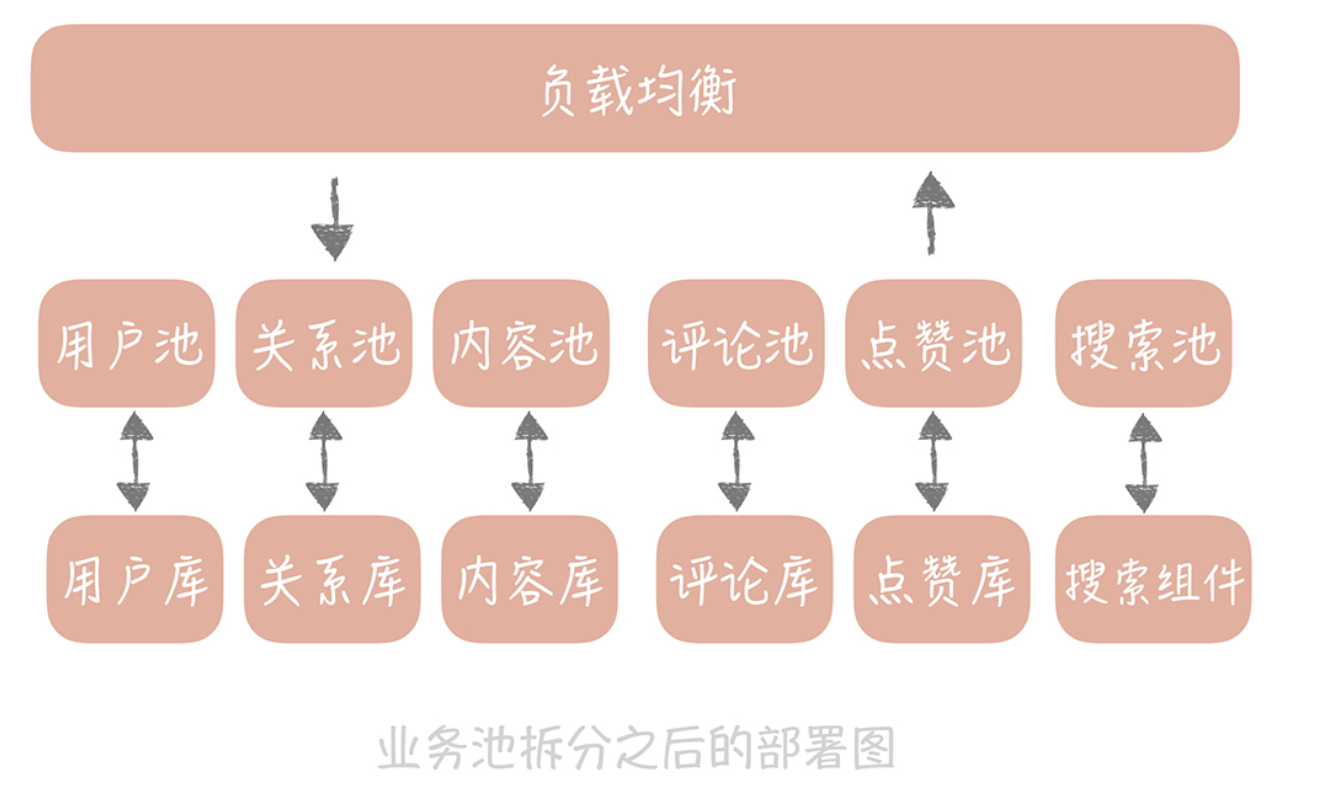 负载均衡
用户池 关系池 内容池 评论池 点赞池 搜索池
用户库 关系库 内容库 评论库 点赞库 搜索组件
业务池拆分之后的部署图